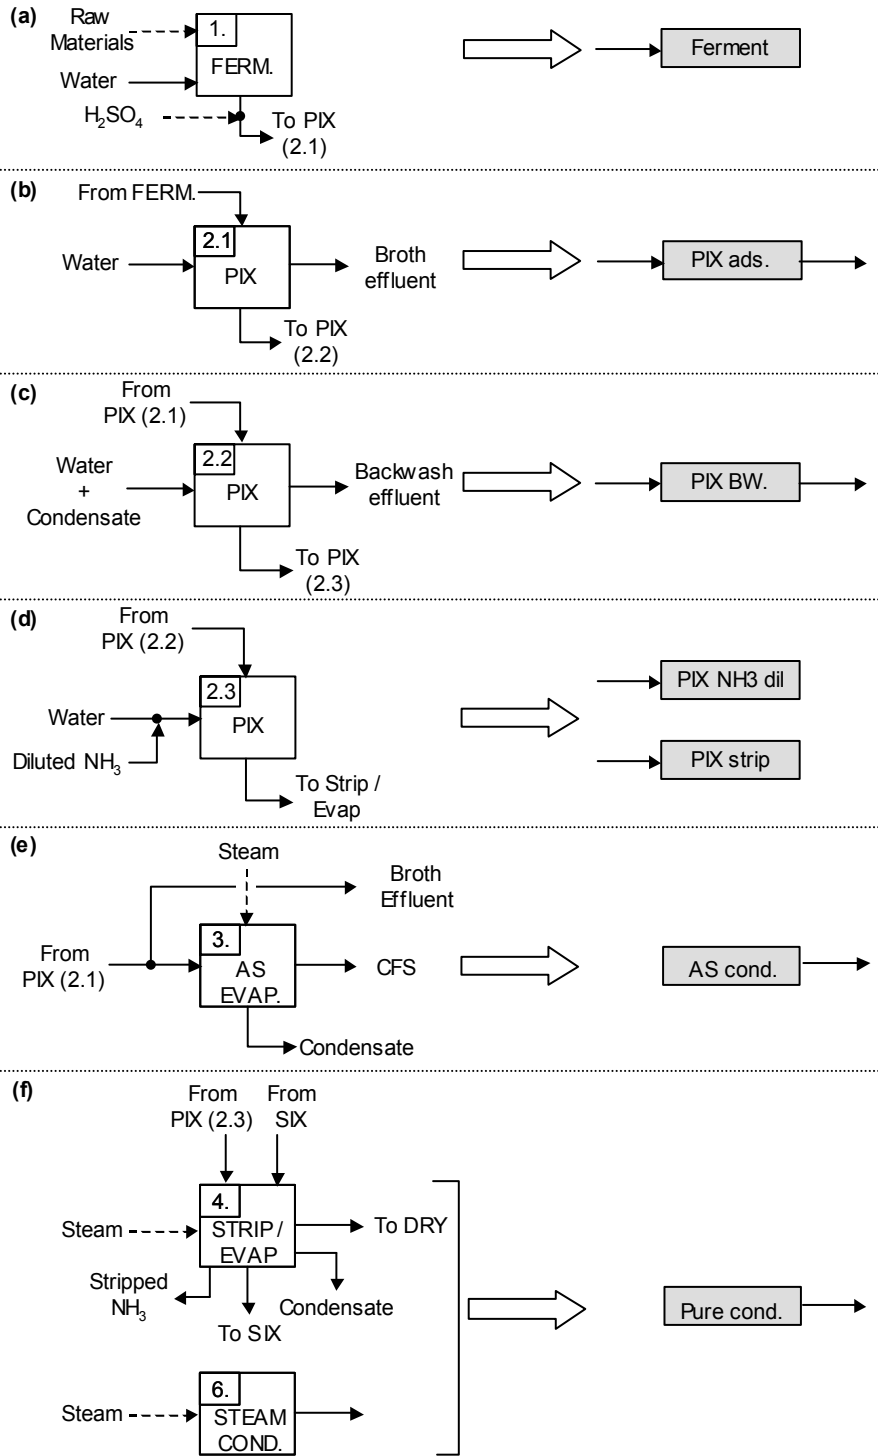 (a)
Raw
Materials
Water
1.
FERM.
H₂SO₄
To PIX
(2.1)
Ferment
(b)
From FERM.
Water
2.1
PIX
Broth
effluent
To PIX
(2.2)
PIX ads.
(c)
From
PIX (2.1)
Water
+
Condensate
2.2
PIX
Backwash
effluent
To PIX
(2.3)
PIX BW.
(d)
From
PIX (2.2)
2.3
PIX
Water
Diluted NH₃
To Strip /
Evap
PIX NH3 dil
PIX strip
(e)
Steam
Broth
Effluent
From
PIX (2.1)
3.
AS
EVAP.
CFS
Condensate
AS cond.
(f)
From
PIX (2.3)
From
SIX
Steam
4.
STRIP /
EVAP
To DRY
Stripped
NH₃
To SIX
Condensate
Pure cond.
Steam
6.
STEAM
COND.